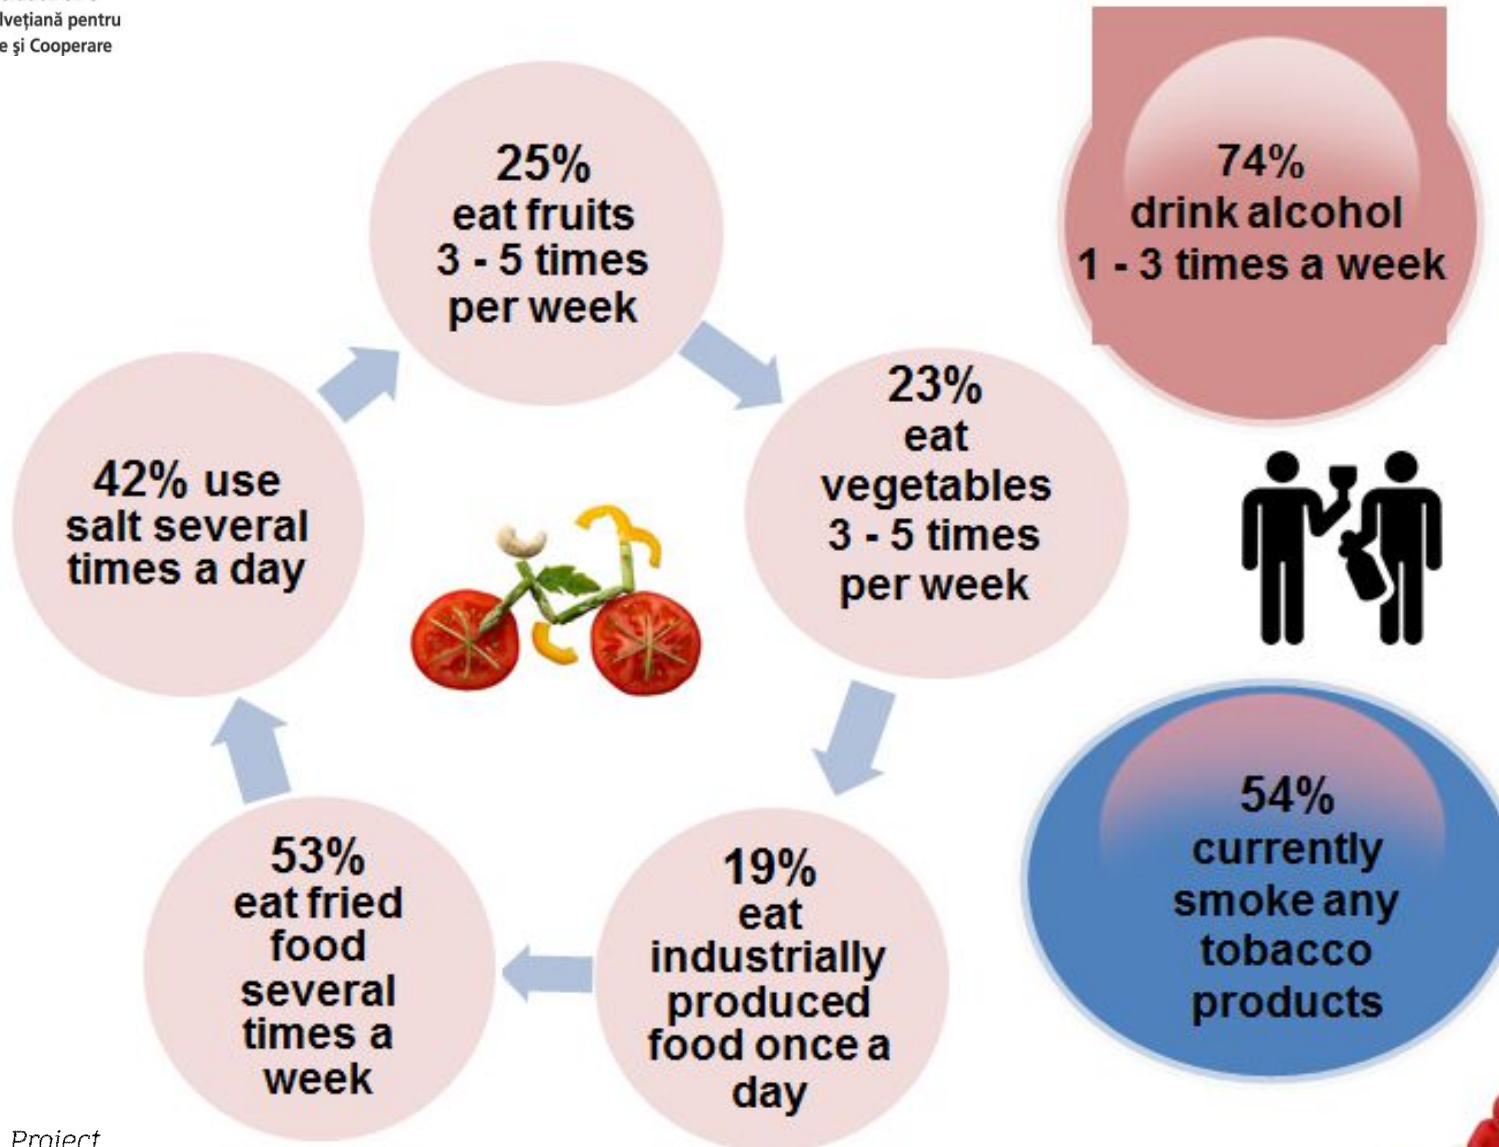 lvețiană pentru
e și Cooperare
25%
eat fruits
3 - 5 times
per week
74%
drink alcohol
1 - 3 times a week
23%
eat
vegetables
3 - 5 times
per week
42% use
salt several
times a day
53%
eat fried
food
several
times a
week
19%
eat
industrially
produced
food once a
day
54%
currently
smoke any
tobacco
products
Project